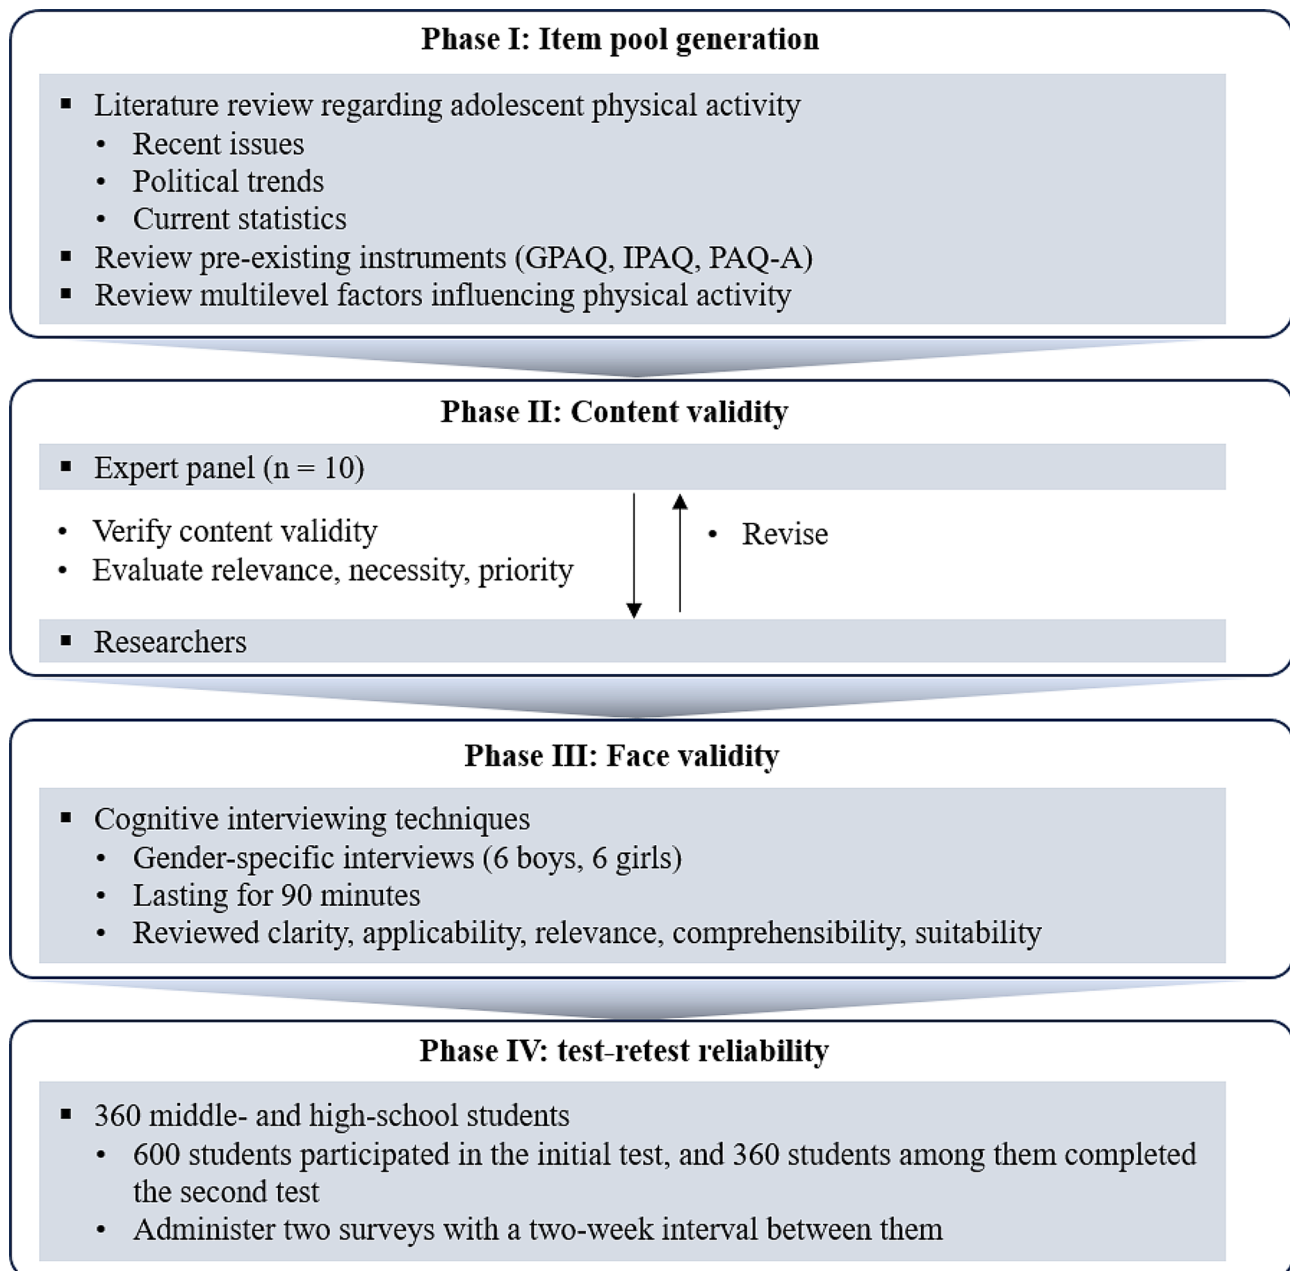 Phase I: Item pool generation
▪ Literature review regarding adolescent physical activity
• Recent issues
• Political trends
• Current statistics
▪ Review pre-existing instruments (GPAQ, IPAQ, PAQ-A)
▪ Review multilevel factors influencing physical activity
Phase II: Content validity
▪ Expert panel (n = 10)
• Verify content validity
• Evaluate relevance, necessity, priority
• Revise
▪ Researchers
Phase III: Face validity
▪ Cognitive interviewing techniques
• Gender-specific interviews (6 boys, 6 girls)
• Lasting for 90 minutes
• Reviewed clarity, applicability, relevance, comprehensibility, suitability
Phase IV: test-retest reliability
▪ 360 middle- and high-school students
• 600 students participated in the initial test, and 360 students among them completed
the second test
• Administer two surveys with a two-week interval between them